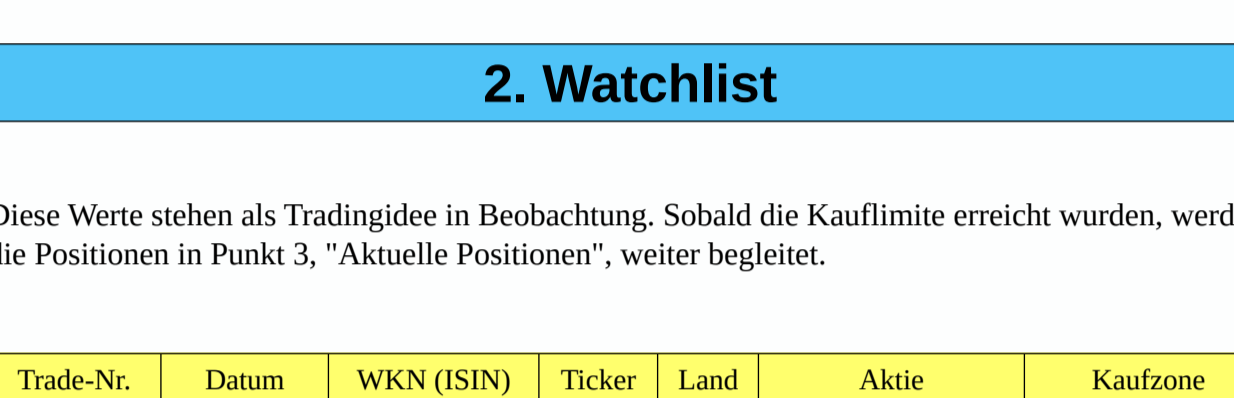 2. Watchlist
Diese Werte stehen als Tradingidee in Beobachtung. Sobald die Kauflimite erreicht wurden, werd
die Positionen in Punkt 3, "Aktuelle Positionen", weiter begleitet.
Trade-Nr. Datum WKN (ISIN) Ticker Land Aktie Kaufzone